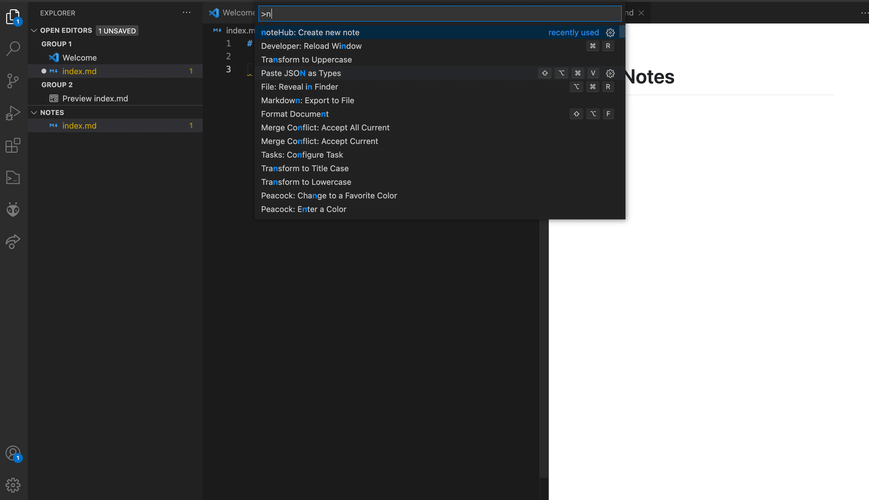 EXPLORER
OPEN EDITORS 1 UNSAVED
GROUP 1
Welcome
index.md 1
GROUP 2
Preview index.md
NOTES
index.md 1
1
1
Welcome
index.m
1 #
2
3
>n
noteHub: Create new note recently used
Developer: Reload Window ⌘ R
Transform to Uppercase
Paste JSON as Types ⇧ ⌥ ⌘ V
File: Reveal in Finder ⌥ ⌘ R
Markdown: Export to File
Format Document ⇧ ⌥ F
Merge Conflict: Accept All Current
Merge Conflict: Accept Current
Tasks: Configure Task
Transform to Title Case
Transform to Lowercase
Peacock: Change to a Favorite Color
Peacock: Enter a Color
md
Notes